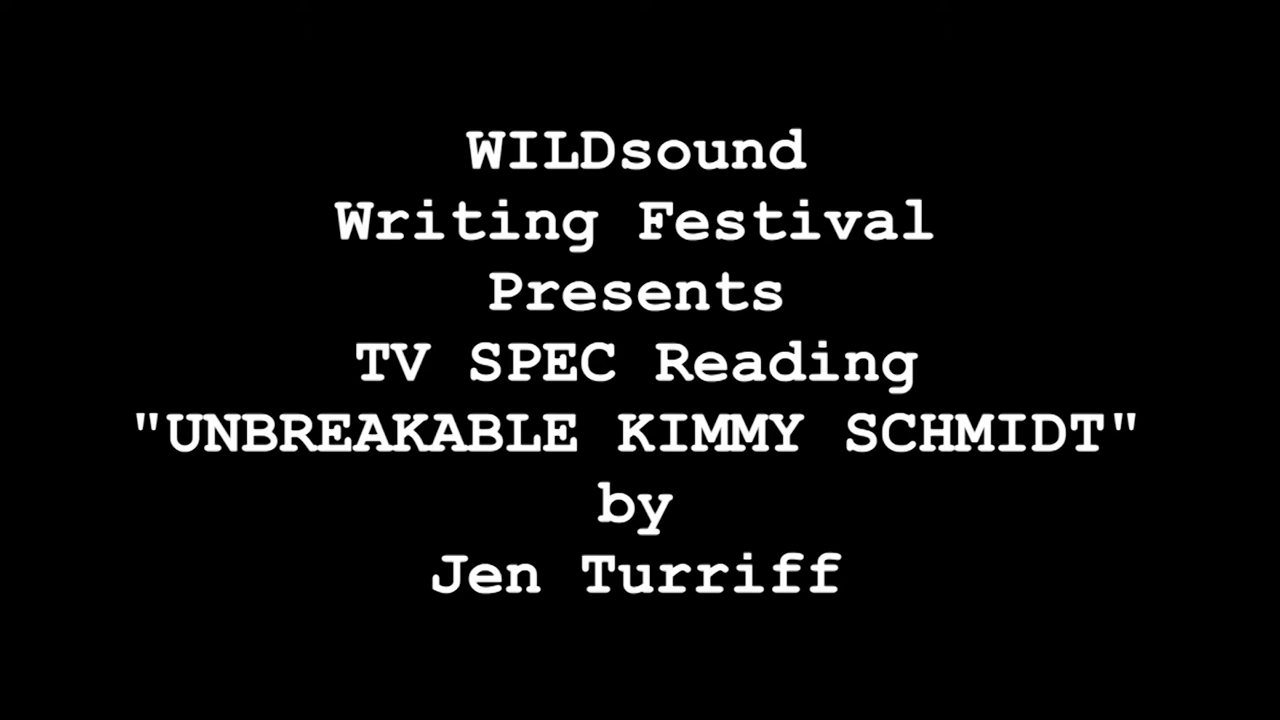 WILDsound
Writing Festival
Presents
TV SPEC Reading
"UNBREAKABLE KIMMY SCHMIDT"
by
Jen Turriff